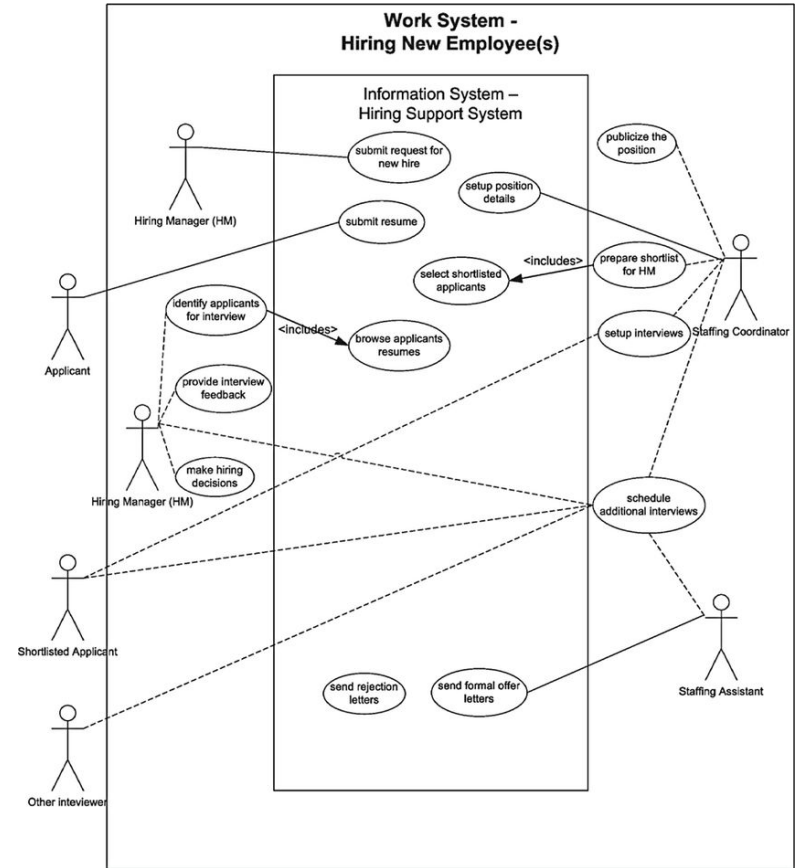 Work System -
Hiring New Employee(s)
Information System –
Hiring Support System
publicize the
position
submit request for
new hire
Hiring Manager (HM)
setup position
details
submit resume
<includes>
prepare shortlist
for HM
select shortlisted
applicants
identify applicants
for interview
<includes>
browse applicants
resumes
setup interviews
Staffing Coordinator
Applicant
provide interview
feedback
make hiring
decisions
Hiring Manager (HM)
schedule
additional interviews
Shortlisted Applicant
send rejection
letters
send formal offer
letters
Staffing Assistant
Other inteviewer